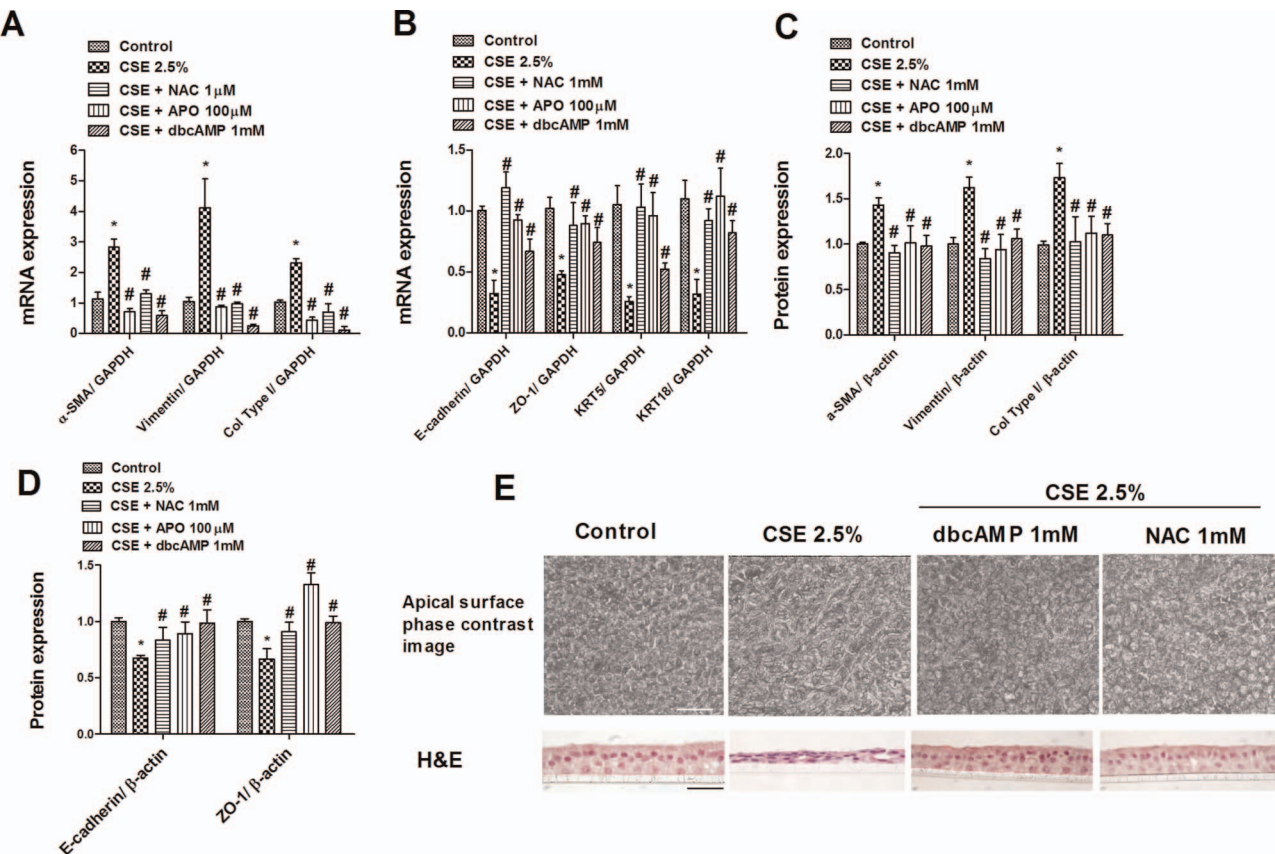 A
Control
CSE 2.5%
CSE + NAC 1μM
CSE + APO 100μM
CSE + dbcAMP 1mM
mRNA expression
6
5
4
3
2
1
0
*
#
#
#
*
#
#
#
*
#
#
#
α-SMA/ GAPDH
Vimentin/ GAPDH
Col Type I/ GAPDH
B
Control
CSE 2.5%
CSE + NAC 1mM
CSE + APO 100μM
CSE + dbcAMP 1mM
mRNA expression
1.5
1.0
0.5
0.0
*
#
#
#
*
#
#
#
*
#
#
#
*
#
#
#
E-cadherin/ GAPDH
ZO-1/ GAPDH
KRT5/ GAPDH
KRT18/ GAPDH
C
Control
CSE 2.5%
CSE + NAC 1mM
CSE + APO 100μM
CSE + dbcAMP 1mM
Protein expression
2.0
1.5
1.0
0.5
0.0
*
#
#
#
*
#
#
#
*
#
#
#
a-SMA/ β-actin
Vimentin/ β-actin
Col Type I/ β-actin
D
Control
CSE 2.5%
CSE + NAC 1mM
CSE + APO 100μM
CSE + dbcAMP 1mM
Protein expression
1.5
1.0
0.5
0.0
*
#
#
#
*
#
#
#
E-cadherin/ β-actin
ZO-1/ β-actin
E
CSE 2.5%
Control
CSE 2.5%
dbcAMP 1mM
NAC 1mM
Apical surface
phase contrast
image
H&E